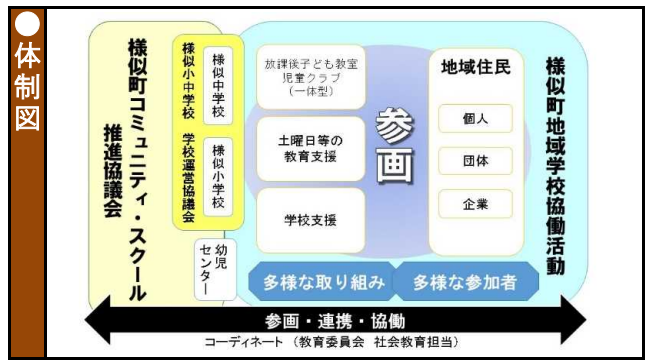 ●体制図
様似町コミュニティ・スクール
推進協議会
様似小中学校 学校運営協議会
様似中学校
様似小学校
幼児
センター
放課後子ども教室
児童クラブ
(一体型)
土曜日等の
教育支援
学校支援
参画
地域住民
個人
団体
企業
様似町地域学校協働活動
多様な取り組み
多様な参加者
参画・連携・協働
コーディネート（教育委員会 社会教育担当）